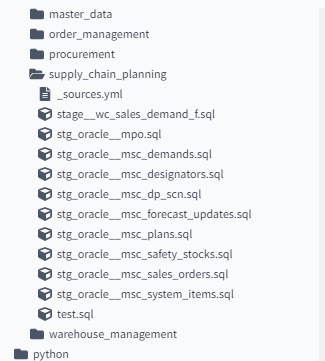 master_data
order_management
procurement
supply_chain_planning
_sources.yml
stage__wc_sales_demand_f.sql
stg_oracle__mpo.sql
stg_oracle__msc_demands.sql
stg_oracle__msc_designators.sql
stg_oracle__msc_dp_scn.sql
stg_oracle__msc_forecast_updates.sql
stg_oracle__msc_plans.sql
stg_oracle__msc_safety_stocks.sql
stg_oracle__msc_sales_orders.sql
stg_oracle__msc_system_items.sql
test.sql
warehouse_management
python